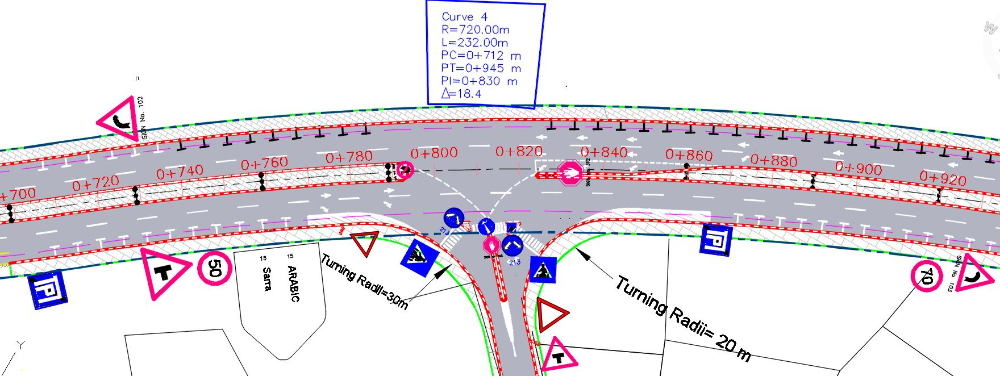 Curve 4
R=720.00m
L=232.00m
PC=0+712 m
PT=0+945 m
PI=0+830 m
Δ=18.4
W
SIGN No. 102
+700
0+720
0+740
0+760
0+780
0+800
0+820
0+840
0+860
0+880
0+900
0+920
213
213
P
P
50
70
SIGN No. 103
15
Sarra
15
ARABIC
Turning Radii=30m
Turning Radii= 20 m
Y